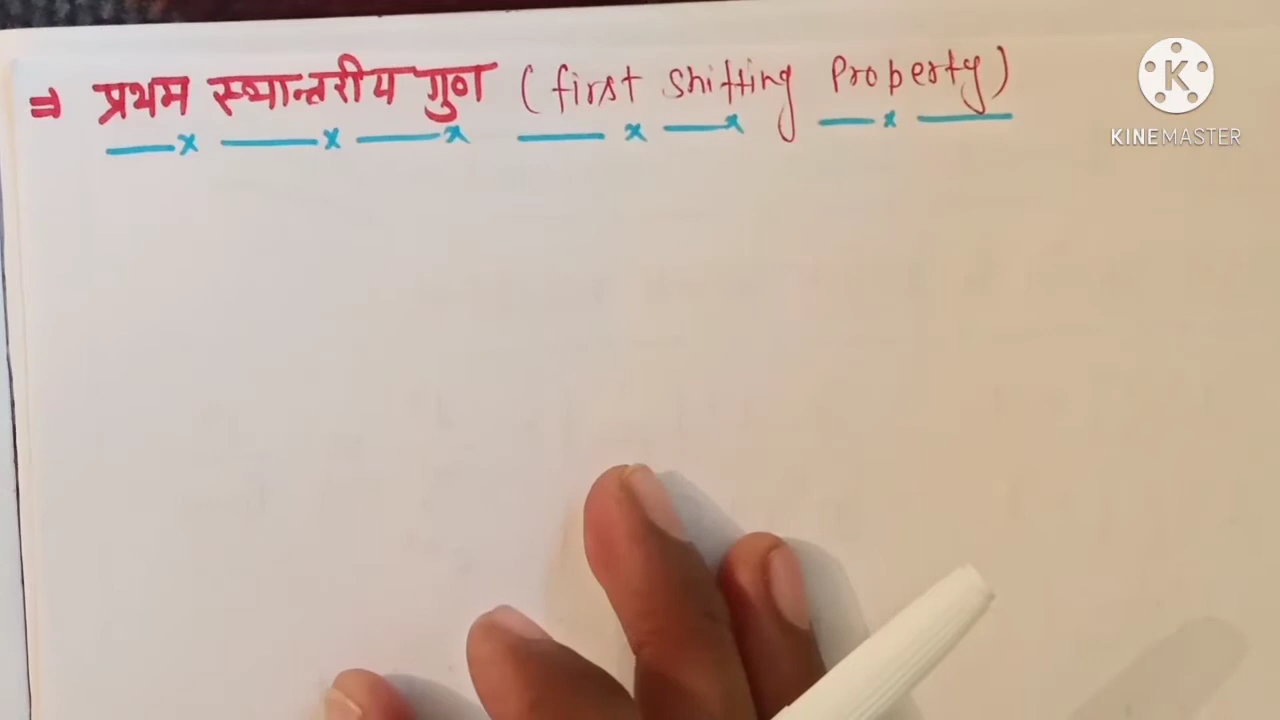 ⇒ प्रथम स्थान्तरीय गुण (first shifting Property)
K
KINEMASTER